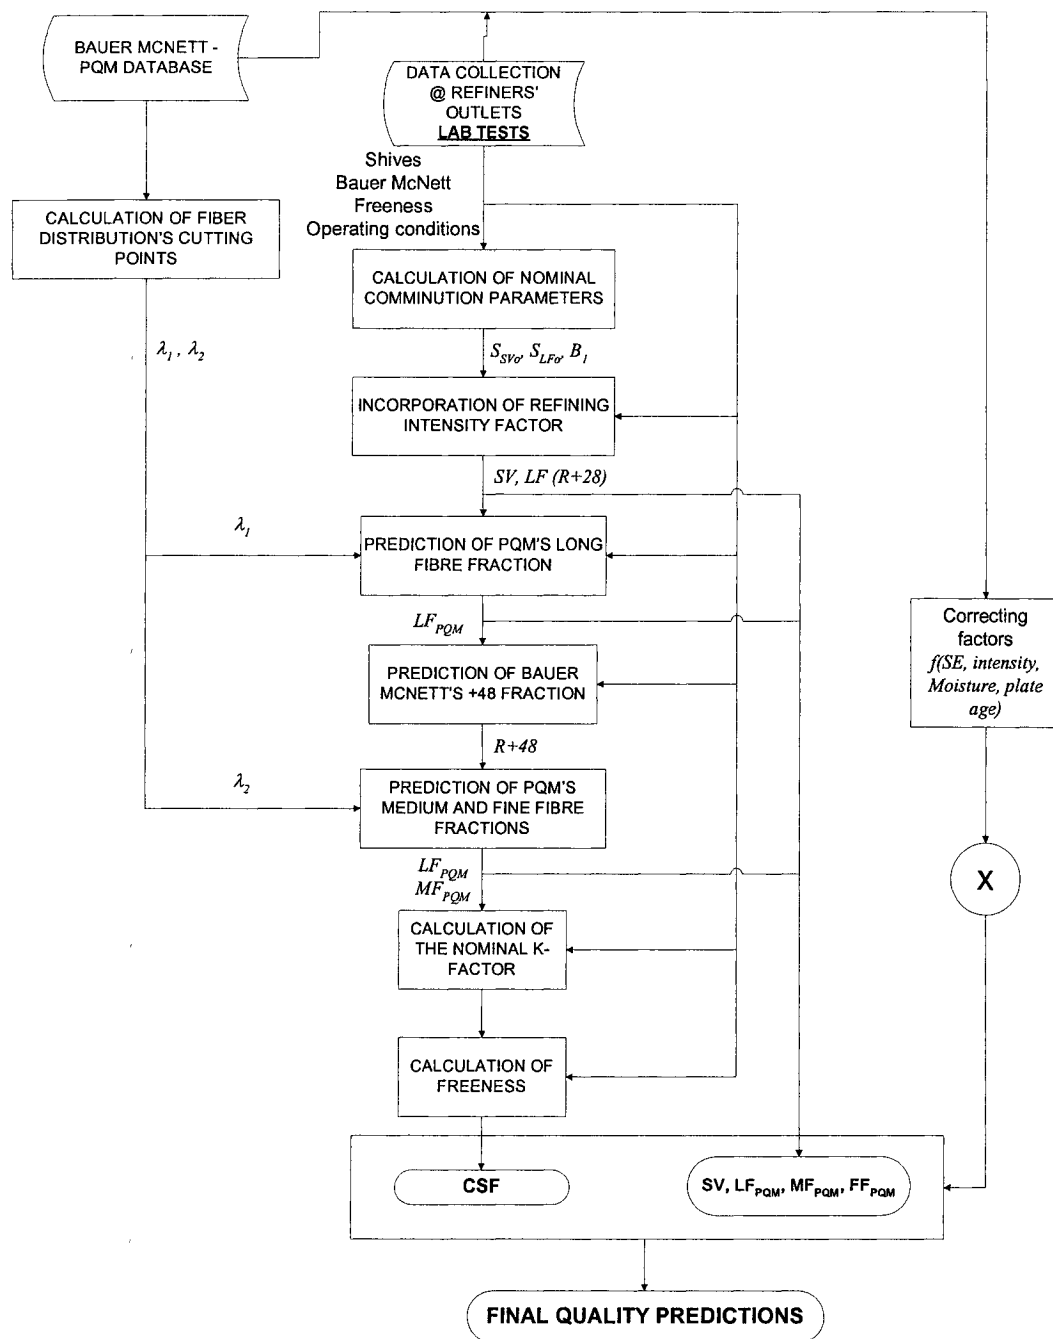 BAUER MCNETT -
PQM DATABASE
DATA COLLECTION
@ REFINERS'
OUTLETS
LAB TESTS
Shives
Bauer McNett
Freeness
Operating conditions
CALCULATION OF FIBER
DISTRIBUTION'S CUTTING
POINTS
CALCULATION OF NOMINAL
COMMINUTION PARAMETERS
λ1 , λ2
SSVo, SLFo, B1
INCORPORATION OF REFINING
INTENSITY FACTOR
SV, LF (R+28)
λ1
PREDICTION OF PQM'S LONG
FIBRE FRACTION
LFPQM
PREDICTION OF BAUER
MCNETT'S +48 FRACTION
Correcting
factors
f(SE, intensity,
Moisture, plate
age)
R+48
λ2
PREDICTION OF PQM'S
MEDIUM AND FINE FIBRE
FRACTIONS
LFPQM
MFPQM
X
CALCULATION OF
THE NOMINAL K-
FACTOR
CALCULATION OF
FREENESS
CSF
SV, LFPQM, MFPQM, FFPQM
FINAL QUALITY PREDICTIONS